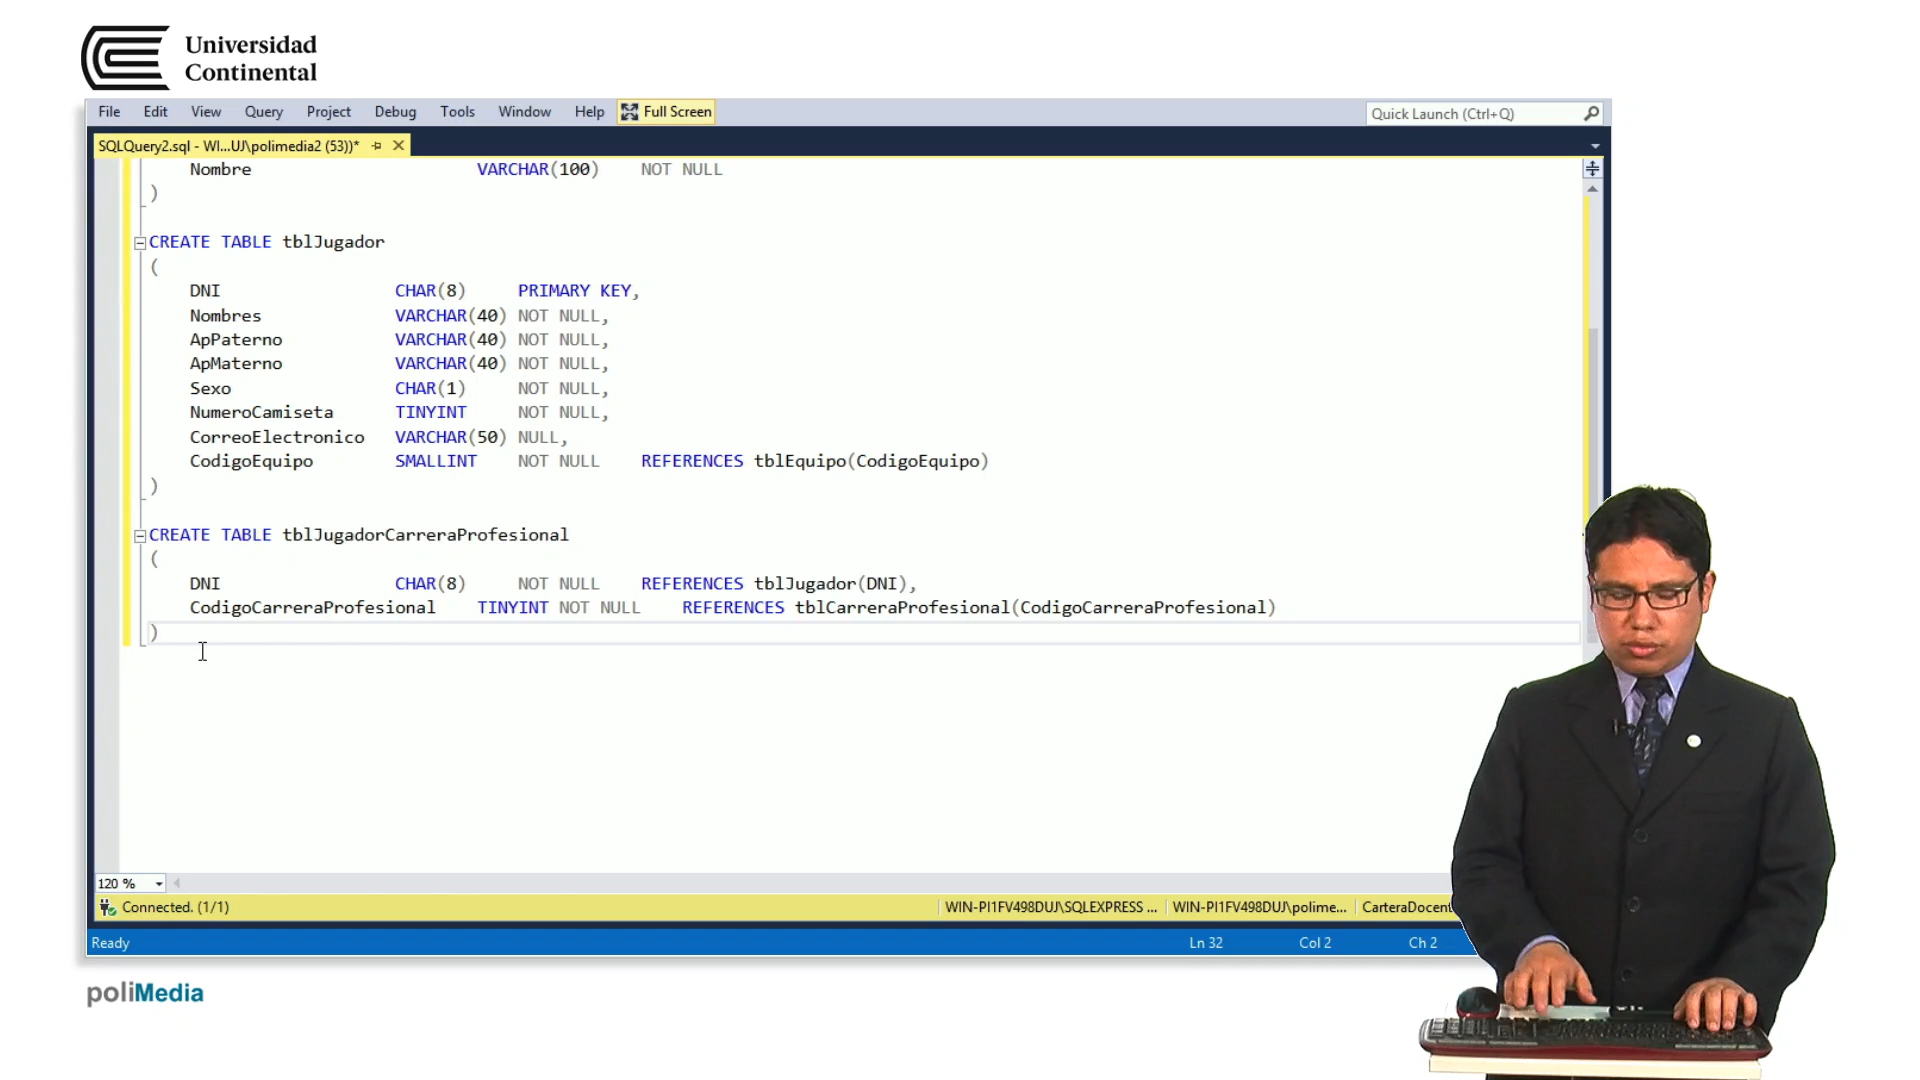 Universidad
Continental
File Edit View Query Project Debug Tools Window Help Full Screen Quick Launch (Ctrl+Q)
SQLQuery2.sql - WI...UJ\polimedia2 (53))*
Nombre VARCHAR(100) NOT NULL
)
CREATE TABLE tblJugador
(
DNI CHAR(8) PRIMARY KEY,
Nombres VARCHAR(40) NOT NULL,
ApPaterno VARCHAR(40) NOT NULL,
ApMaterno VARCHAR(40) NOT NULL,
Sexo CHAR(1) NOT NULL,
NumeroCamiseta TINYINT NOT NULL,
CorreoElectronico VARCHAR(50) NULL,
CodigoEquipo SMALLINT NOT NULL REFERENCES tblEquipo(CodigoEquipo)
)
CREATE TABLE tblJugadorCarreraProfesional
(
DNI CHAR(8) NOT NULL REFERENCES tblJugador(DNI),
CodigoCarreraProfesional TINYINT NOT NULL REFERENCES tblCarreraProfesional(CodigoCarreraProfesional)
)
120 %
Connected. (1/1) WIN-PI1FV498DUJ\SQLEXPRESS ... WIN-PI1FV498DUJ\polime... CarteraDocent
Ready Ln 32 Col 2 Ch 2
poliMedia